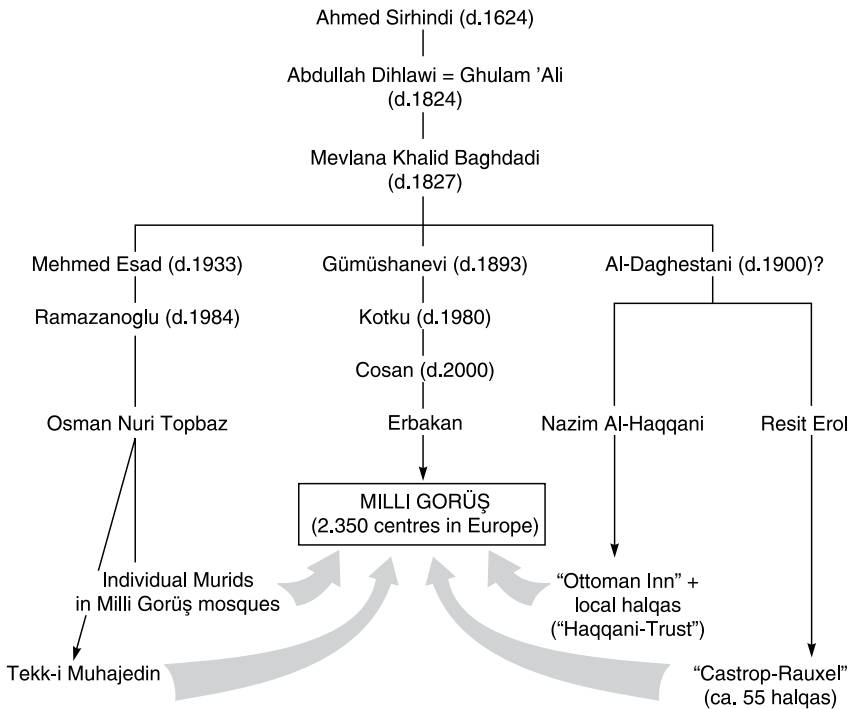 Ahmed Sirhindi (d.1624)
Abdullah Dihlawi = Ghulam 'Ali
(d.1824)
Mevlana Khalid Baghdadi
(d.1827)
Mehmed Esad (d.1933)
Gümüshanevi (d.1893)
Al-Daghestani (d.1900)?
Ramazanoglu (d.1984)
Kotku (d.1980)
Cosan (d.2000)
Osman Nuri Topbaz
Erbakan
Nazim Al-Haqqani
Resit Erol
MILLI GORÜŞ
(2.350 centres in Europe)
Individual Murids
in Milli Gorüş mosques
"Ottoman Inn" +
local halqas
("Haqqani-Trust")
Tekk-i Muhajedin
"Castrop-Rauxel"
(ca. 55 halqas)